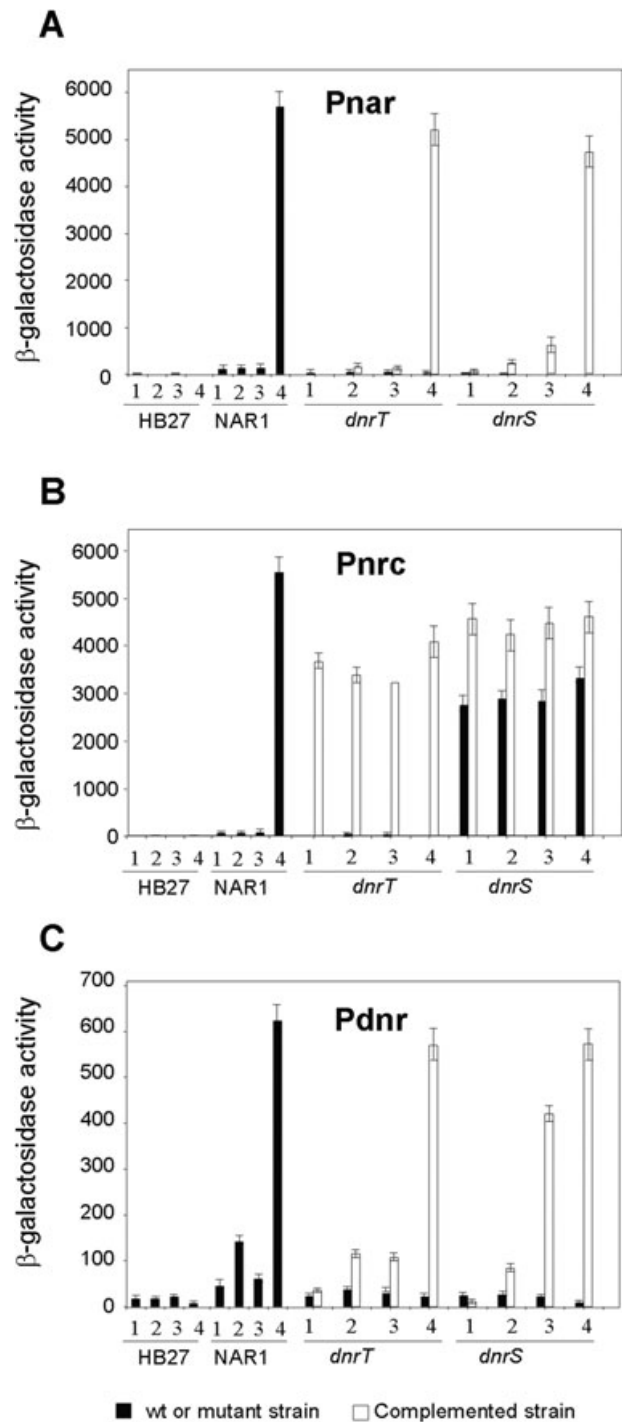 A
Pnar
β-galactosidase activity
6000
5000
4000
3000
2000
1000
0
1 2 3 4 1 2 3 4 1 2 3 4 1 2 3 4
HB27 NAR1 dnrT dnrS
B
Pnrc
β-galactosidase activity
6000
5000
4000
3000
2000
1000
0
1 2 3 4 1 2 3 4 1 2 3 4 1 2 3 4
HB27 NAR1 dnrT dnrS
C
Pdnr
β-galactosidase activity
700
600
500
400
300
200
100
0
1 2 3 4 1 2 3 4 1 2 3 4 1 2 3 4
HB27 NAR1 dnrT dnrS
wt or mutant strain Complemented strain